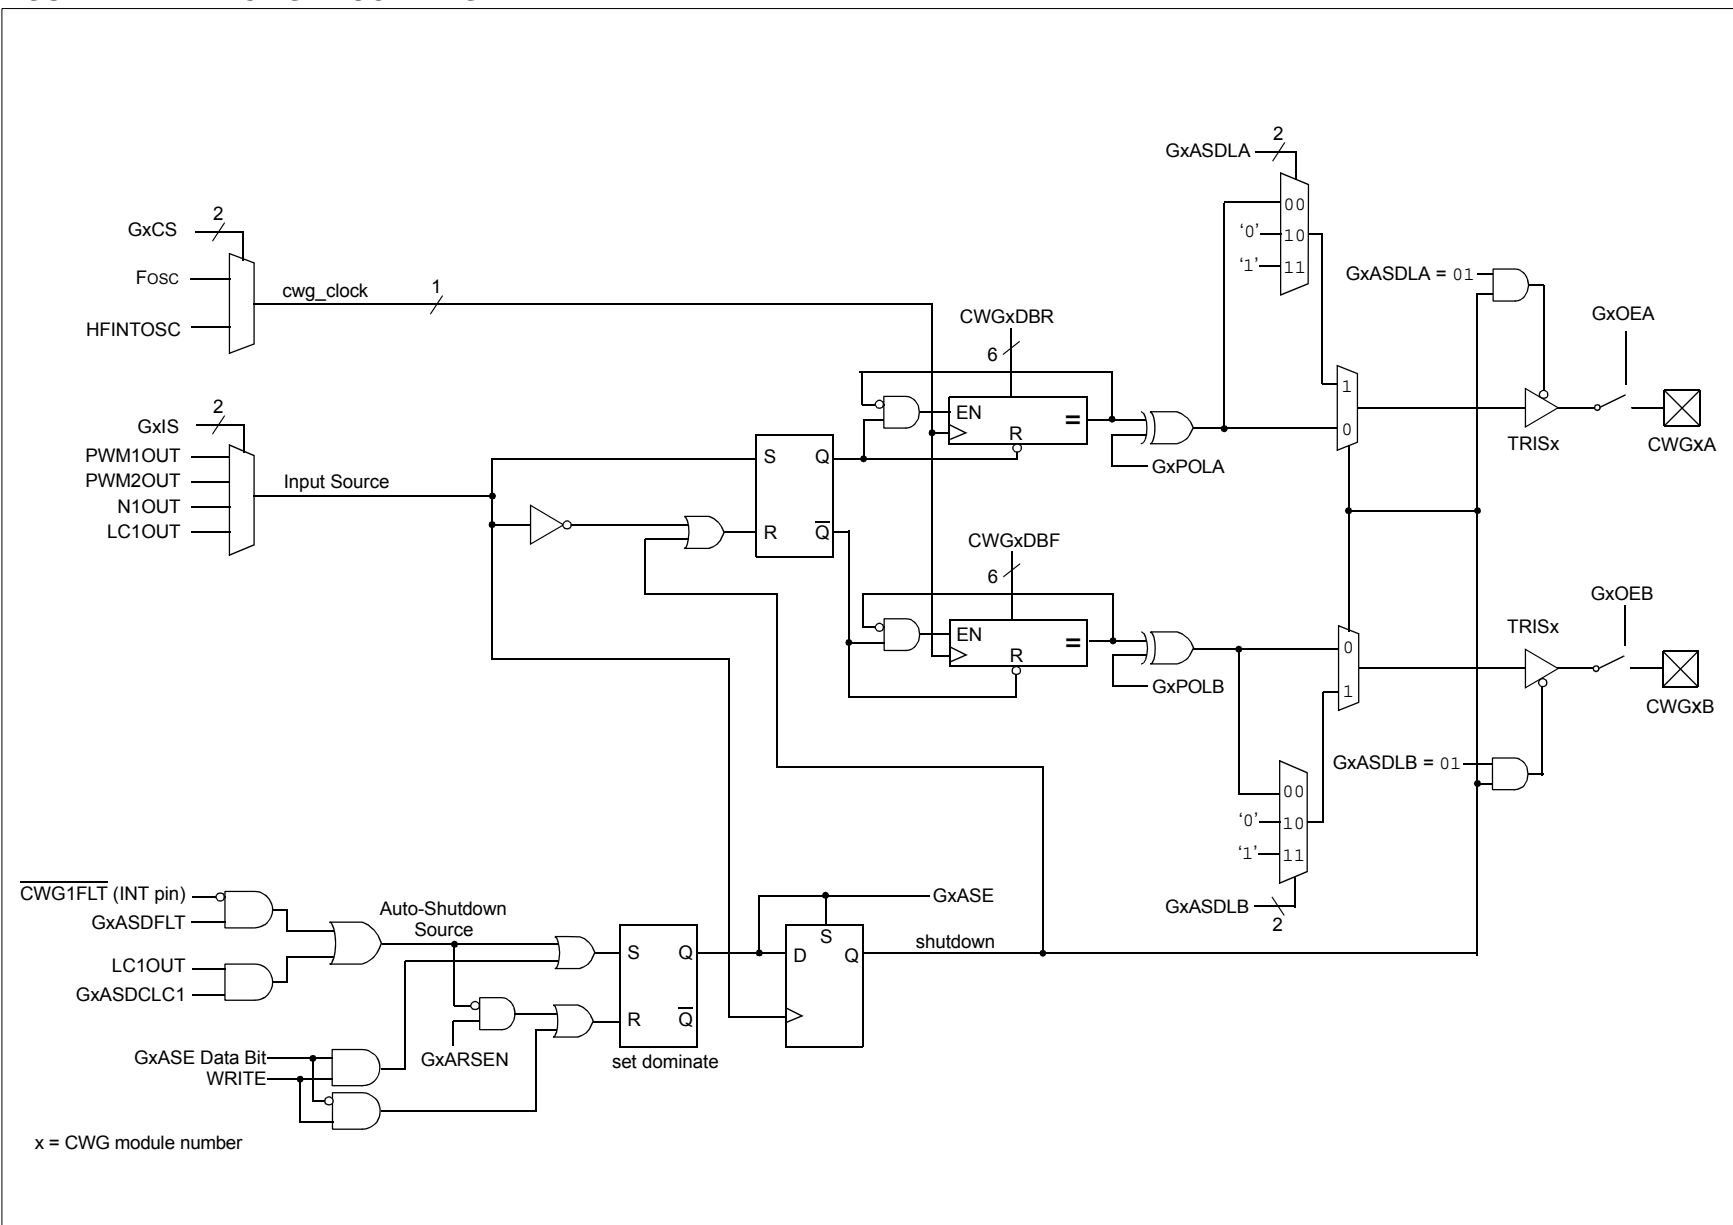 GxASDLA
2
00
'0'
10
'1'
11
GxCS
2
Fosc
HFINTOSC
cwg_clock
1
GxASDLA = 01
GxOEA
CWGxDBR
6
EN
=
R
1
0
TRISx
CWGxA
GxPOLA
GxIS
2
PWM1OUT
PWM2OUT
N1OUT
LC1OUT
Input Source
S
Q
R
Q
CWGxDBF
6
EN
=
R
GxPOLB
GxOEB
TRISx
0
1
CWGxB
GxASDLB = 01
00
'0'
10
'1'
11
GxASDLB
2
CWG1FLT (INT pin)
GxASDFLT
LC1OUT
GxASDCLC1
Auto-Shutdown
Source
GxASE
S
Q
R
Q
set dominate
S
D
Q
shutdown
GxARSEN
GxASE Data Bit
WRITE
x = CWG module number